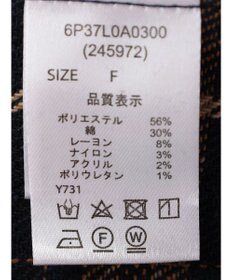 6P37L0A0300
(245972)
SIZE F
品質表示
ポリエステル 56%
綿 30%
レーヨン 8%
ナイロン 3%
アクリル 2%
ポリウレタン 1%
Y731
F W